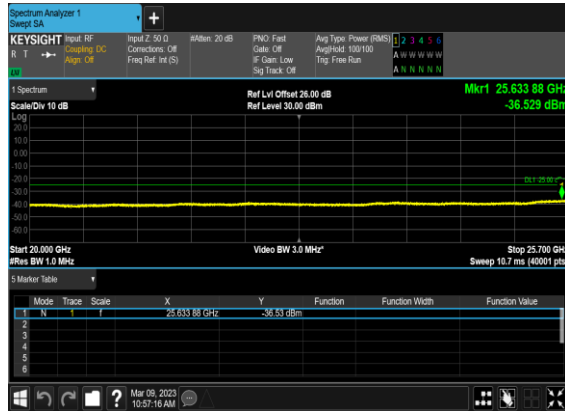 Spectrum Analyzer 1
Swept SA
+
KEYSIGHT Input: RF Input Z: 50 Ω #Atten: 20 dB PNO: Fast Avg Type: Power (RMS) 1 2 3 4 5 6
R T Coupling: DC Corrections: Off Gate: Off Avg|Hold: 100/100 A W W W W W
Align: Off Freq Ref: Int (S) IF Gain: Low Trig: Free Run
Sig Track: Off A N N N N N
1 Spectrum
Ref Lvl Offset 26.00 dB Mkr1 25.633 88 GHz
Scale/Div 10 dB Ref Level 30.00 dBm -36.529 dBm
Log
20.0
10.0
0.00
-10.0
-20.0
DL1 -25.00
-30.0
-40.0
-50.0
-60.0
Start 20.000 GHz Video BW 3.0 MHz* Stop 25.700 GHz
#Res BW 1.0 MHz Sweep 10.7 ms (40001 pts
5 Marker Table
Mode Trace Scale X Y Function Function Width Function Value
1 N 1 f 25.633 88 GHz -36.53 dBm
2
3
4
5
6
? Mar 09, 2023
10:57:16 AM